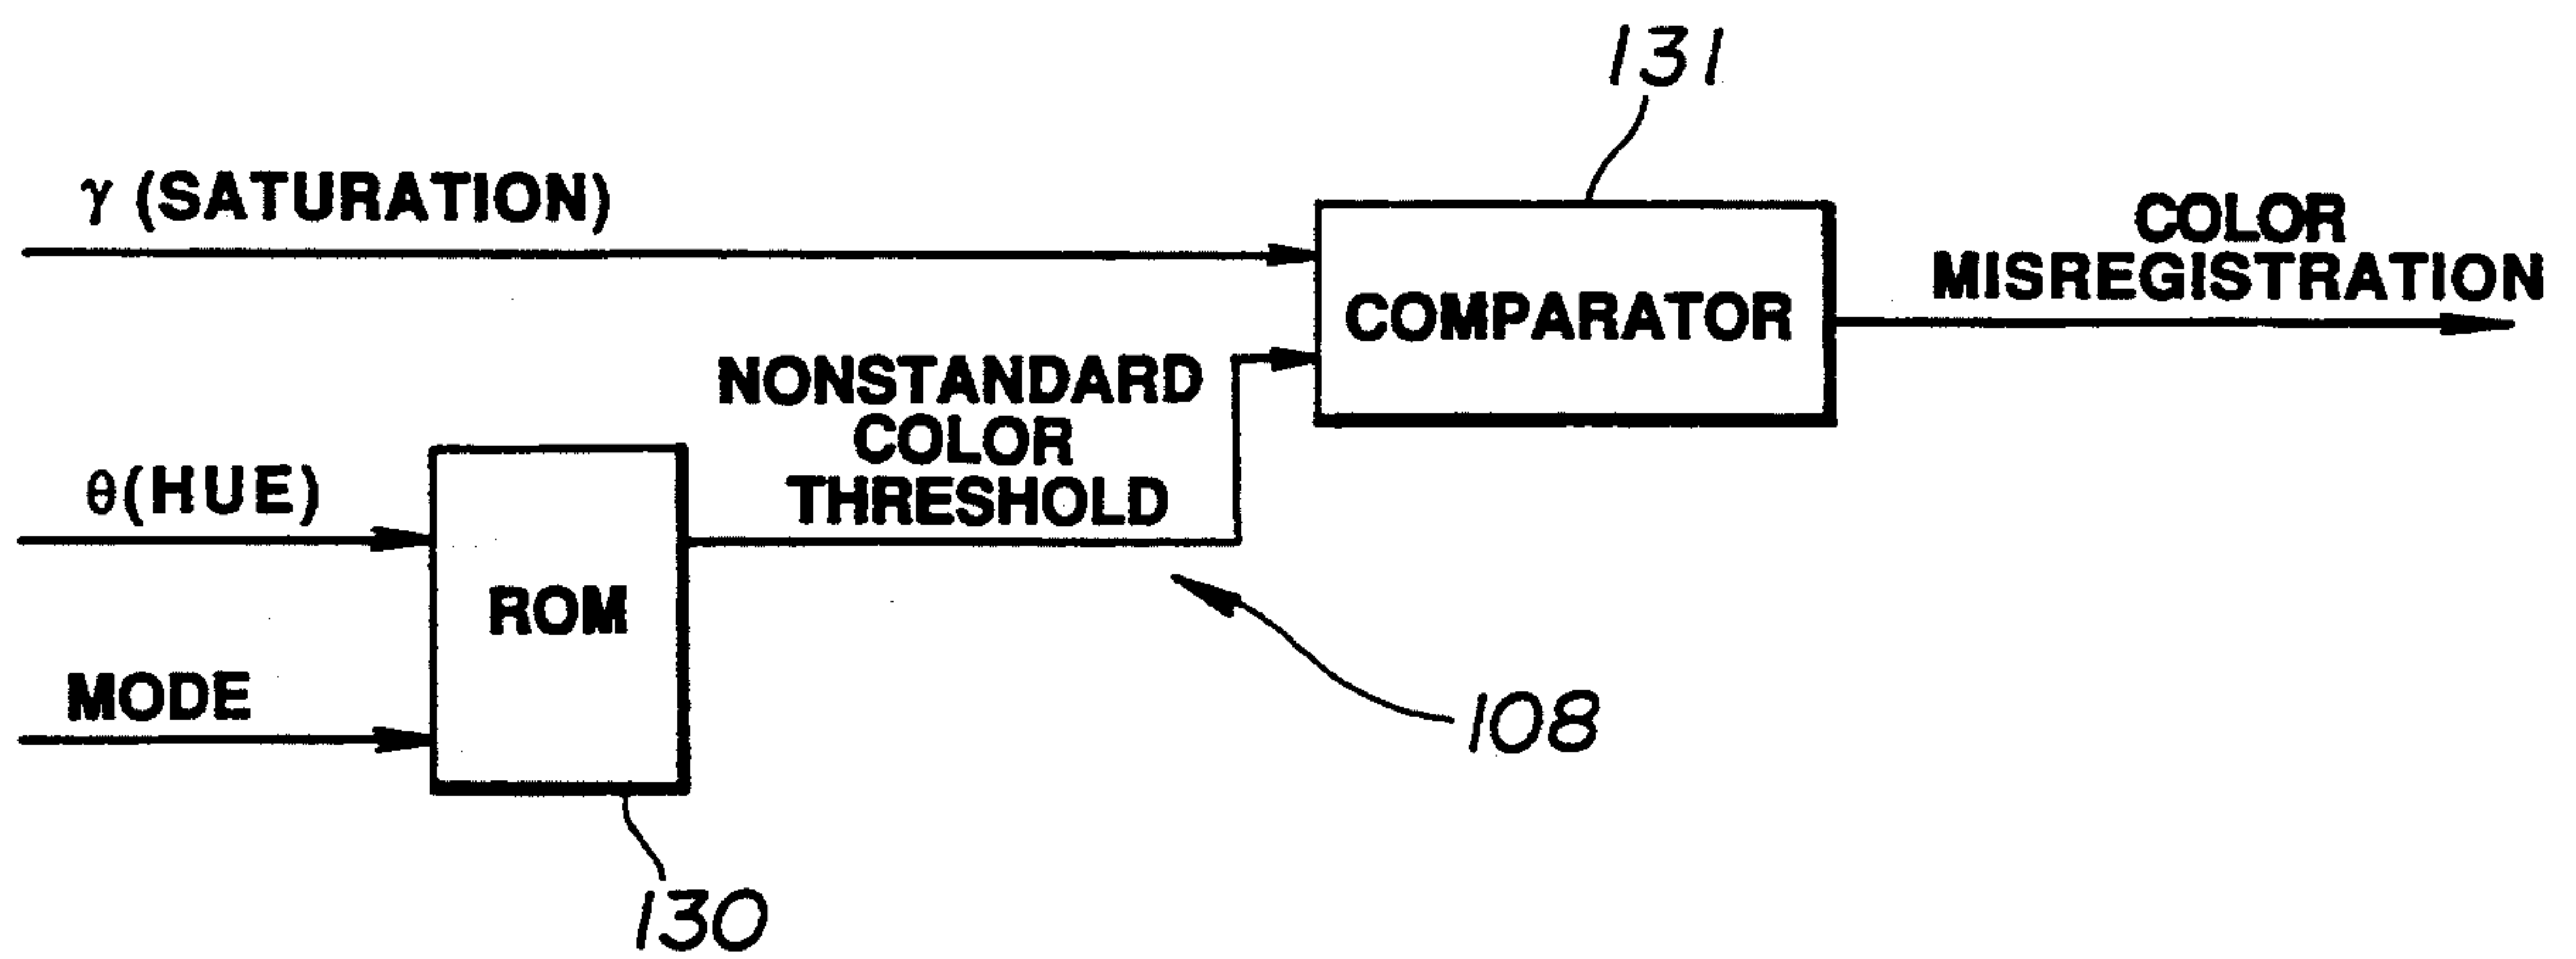 131
γ (SATURATION)
COLOR
MISREGISTRATION
COMPARATOR
NONSTANDARD
COLOR
THRESHOLD
θ(HUE)
ROM
MODE
108
130